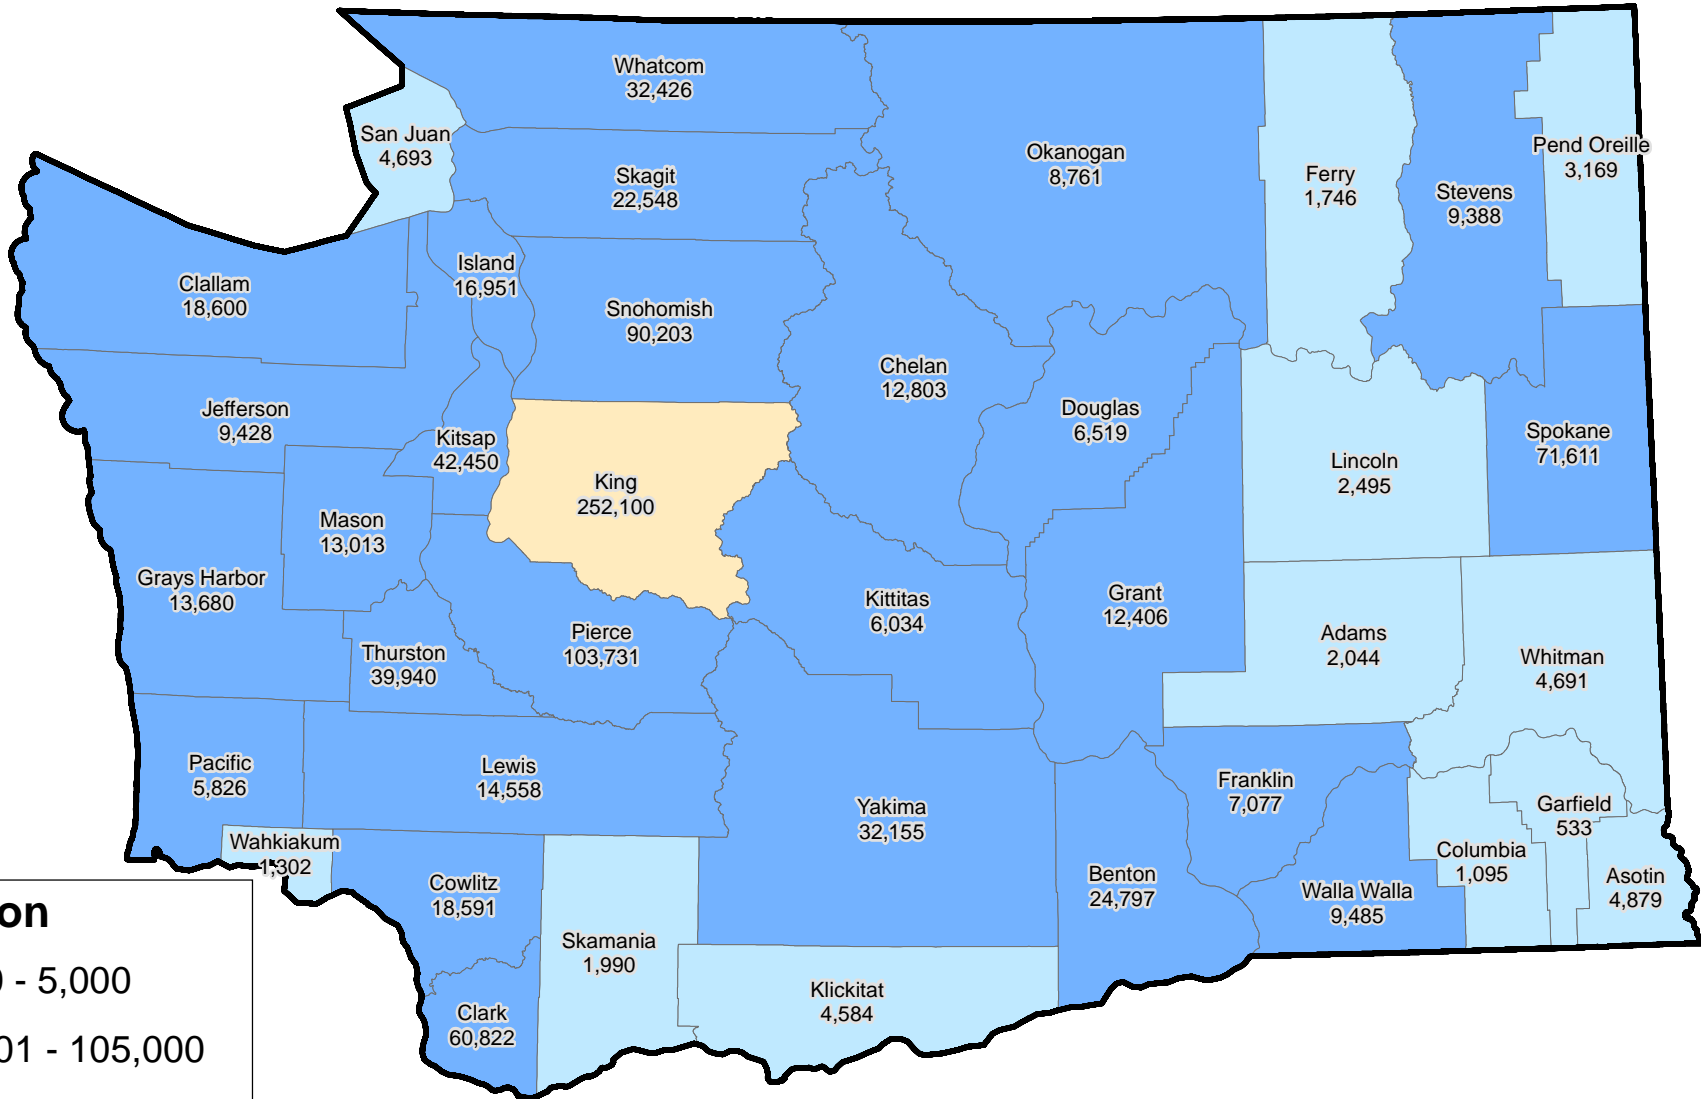 Whatcom
32,426
San Juan
4,693
Skagit
22,548
Okanogan
8,761
Ferry
1,746
Stevens
9,388
Pend Oreille
3,169
Clallam
18,600
Island
16,951
Snohomish
90,203
Chelan
12,803
Douglas
6,519
Jefferson
9,428
Kitsap
42,450
King
252,100
Lincoln
2,495
Spokane
71,611
Mason
13,013
Grays Harbor
13,680
Kittitas
6,034
Grant
12,406
Adams
2,044
Whitman
4,691
Thurston
39,940
Pierce
103,731
Pacific
5,826
Lewis
14,558
Yakima
32,155
Franklin
7,077
Garfield
533
Wahkiakum
1,302
Cowlitz
18,591
Benton
24,797
Walla Walla
9,485
Columbia
1,095
Asotin
4,879
Skamania
1,990
Klickitat
4,584
Clark
60,822
on
- 5,000
01 - 105,000